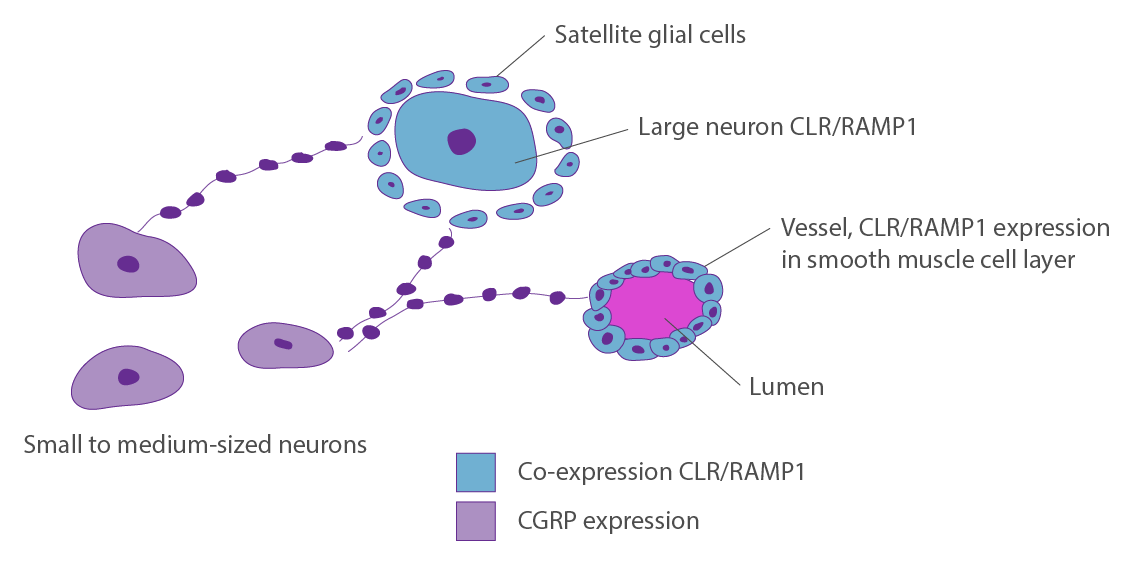 Satellite glial cells
Large neuron CLR/RAMP1
Vessel, CLR/RAMP1 expression
in smooth muscle cell layer
Lumen
Small to medium-sized neurons
Co-expression CLR/RAMP1
CGRP expression